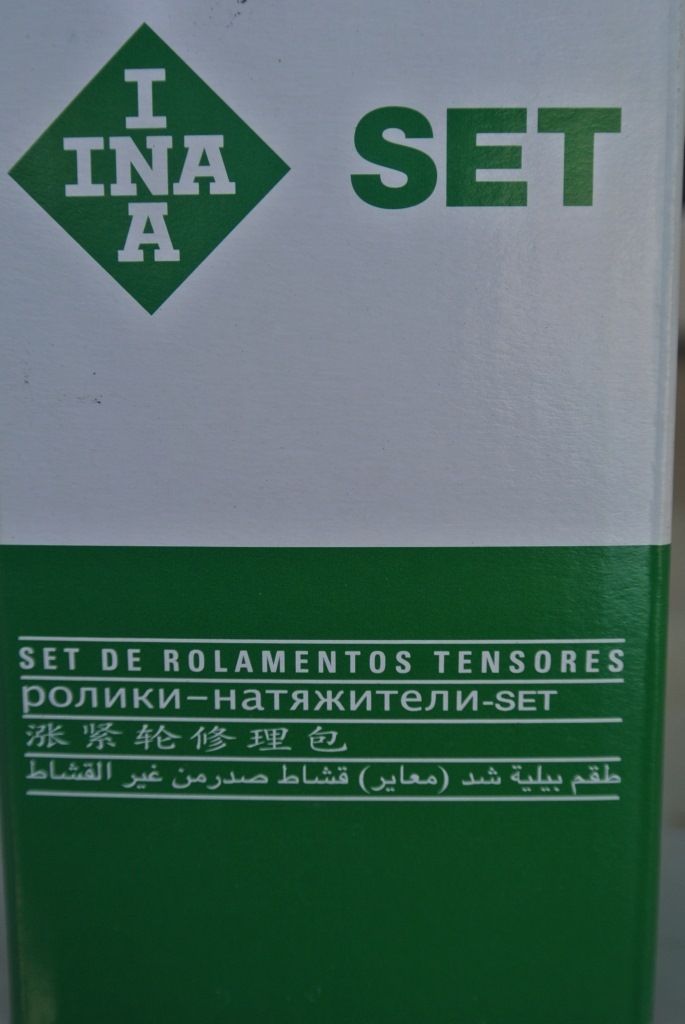 I
INA
A
SET
SET DE ROLAMENTOS TENSORES
ролики-натяжители-SET
涨紧轮修理包
طقم بيلية شد (معاير) قشاط صدرمن غير القشاط